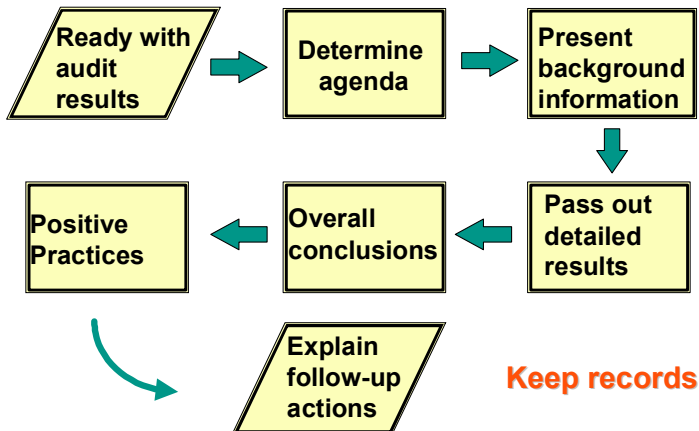 Ready with
audit
results
Determine
agenda
Present
background
information
Pass out
detailed
results
Overall
conclusions
Positive
Practices
Explain
follow-up
actions
Keep records